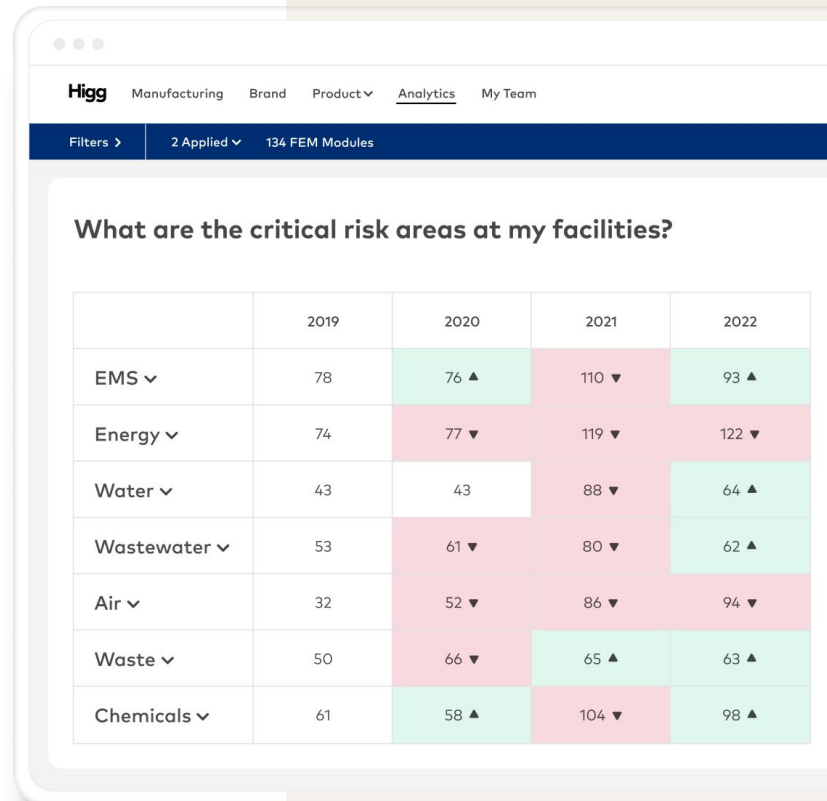 Higg Manufacturing Brand Product Analytics My Team
Filters 2 Applied 134 FEM Modules
What are the critical risk areas at my facilities?
2019 2020 2021 2022
EMS 78 76 ▲ 110 ▼ 93 ▲
Energy 74 77 ▼ 119 ▼ 122 ▼
Water 43 43 88 ▼ 64 ▲
Wastewater 53 61 ▼ 80 ▼ 62 ▲
Air 32 52 ▼ 86 ▼ 94 ▼
Waste 50 66 ▼ 65 ▲ 63 ▲
Chemicals 61 58 ▲ 104 ▼ 98 ▲